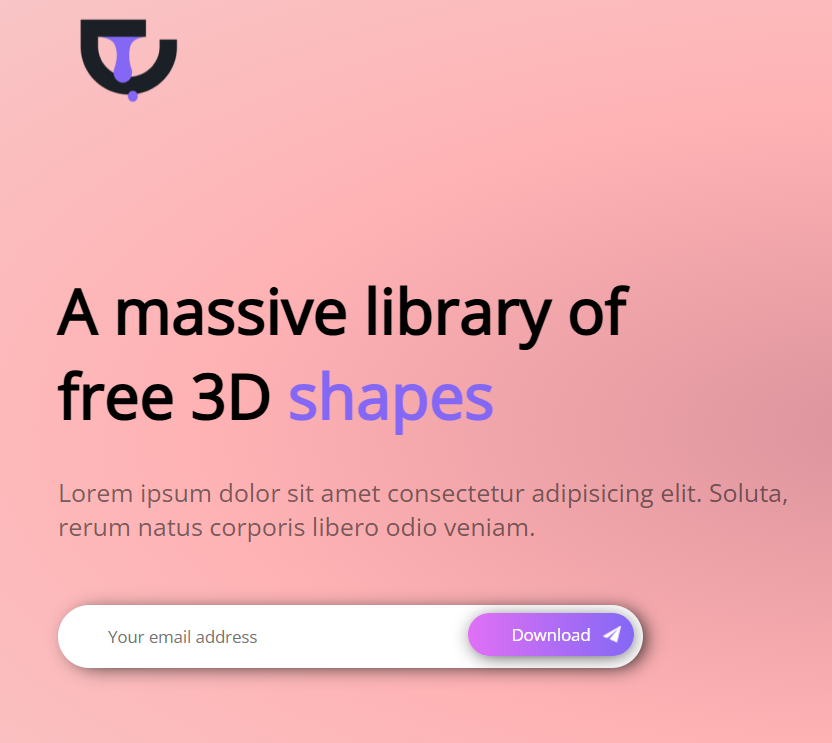 A massive library of
free 3D shapes
Lorem ipsum dolor sit amet consectetur adipisicing elit. Soluta,
rerum natus corporis libero odio veniam.
Your email address
Download